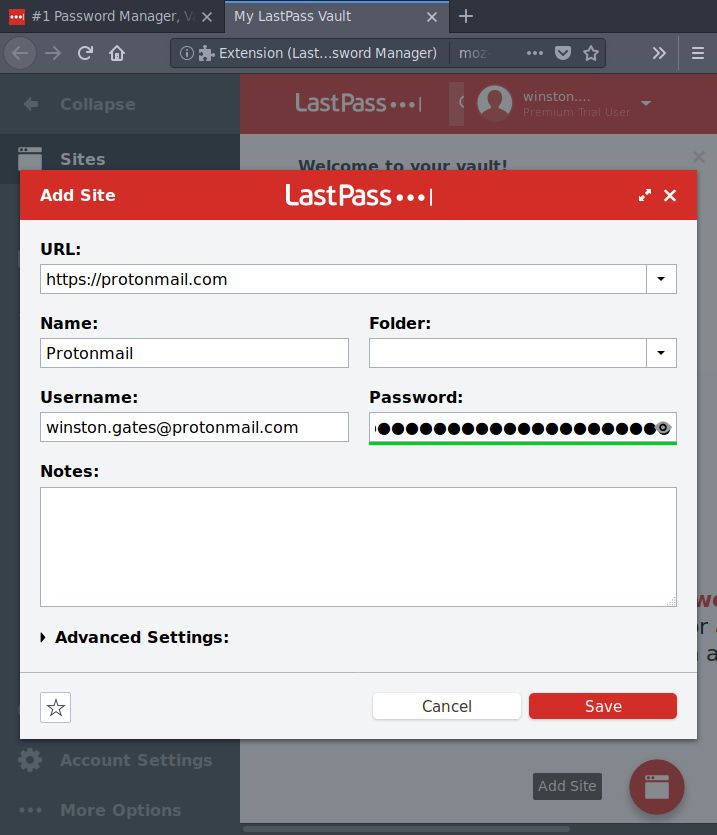 #1 Password Manager, V
My LastPass Vault
Extension (Last...sword Manager)
moz
Collapse
LastPass
winston....
Premium Trial User
Sites
Welcome to your vault!
Add Site
LastPass
URL:
https://protonmail.com
Name:
Folder:
Protonmail
Username:
Password:
winston.gates@protonmail.com
Notes:
Advanced Settings:
Cancel
Save
Account Settings
Add Site
More Options